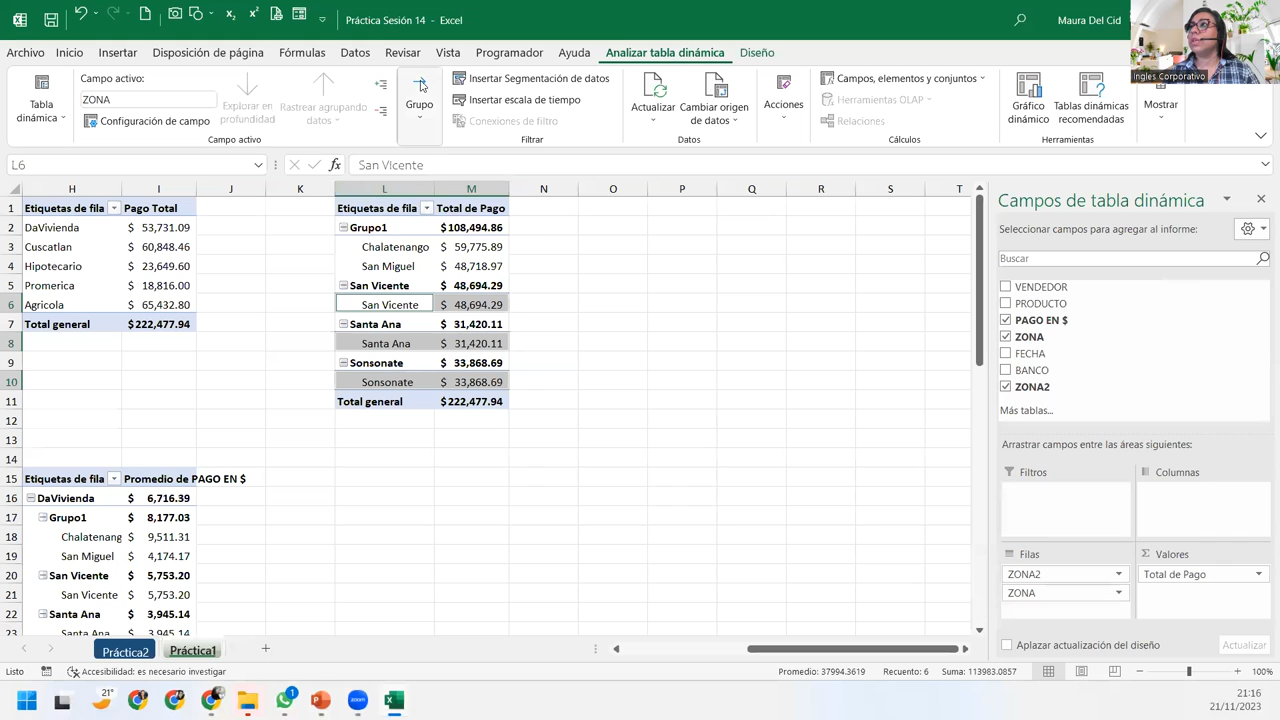 Práctica Sesión 14 - Excel
Maura Del Cid
Ingles Corporativo
Archivo Inicio Insertar Disposición de página Fórmulas Datos Revisar Vista Programador Ayuda Analizar tabla dinámica Diseño
Tabla dinámica
Campo activo:
ZONA
Configuración de campo
Explorar en profundidad
Rastrear agrupando datos
Campo activo
Grupo
Insertar Segmentación de datos
Insertar escala de tiempo
Conexiones de filtro
Filtrar
Actualizar
Cambiar origen de datos
Datos
Acciones
Campos, elementos y conjuntos
Herramientas OLAP
Relaciones
Cálculos
Gráfico dinámico
Tablas dinámicas recomendadas
Herramientas
Mostrar
L6 fx San Vicente
H I J K L M N O P Q R S T
1 Etiquetas de fila Pago Total Etiquetas de fila Total de Pago
2 DaVivienda $ 53,731.09 Grupo1 $108,494.86
3 Cuscatlan $ 60,848.46 Chalatenango $ 59,775.89
4 Hipotecario $ 23,649.60 San Miguel $ 48,718.97
5 Promerica $ 18,816.00 San Vicente $ 48,694.29
6 Agricola $ 65,432.80 San Vicente $ 48,694.29
7 Total general $222,477.94 Santa Ana $ 31,420.11
8 Santa Ana $ 31,420.11
9 Sonsonate $ 33,868.69
10 Sonsonate $ 33,868.69
11 Total general $222,477.94
12
13
14
15 Etiquetas de fila Promedio de PAGO EN $
16 DaVivienda $ 6,716.39
17 Grupo1 $ 8,177.03
18 Chalatenang $ 9,511.31
19 San Miguel $ 4,174.17
20 San Vicente $ 5,753.20
21 San Vicente $ 5,753.20
22 Santa Ana $ 3,945.14
23 Santa Ana $ 3,945.14
Campos de tabla dinámica
Seleccionar campos para agregar al informe:
Buscar
VENDEDOR
PRODUCTO
PAGO EN $
ZONA
FECHA
BANCO
ZONA2
Más tablas...
Arrastrar campos entre las áreas siguientes:
Filtros Columnas
Filas Σ Valores
ZONA2 Total de Pago
ZONA
Aplazar actualización del diseño Actualizar
Práctica2 Práctica1
Listo Accesibilidad: es necesario investigar Promedio: 37994.3619 Recuento: 6 Suma: 113983.0857 100%
21°
1
zoom
21:16
21/11/2023